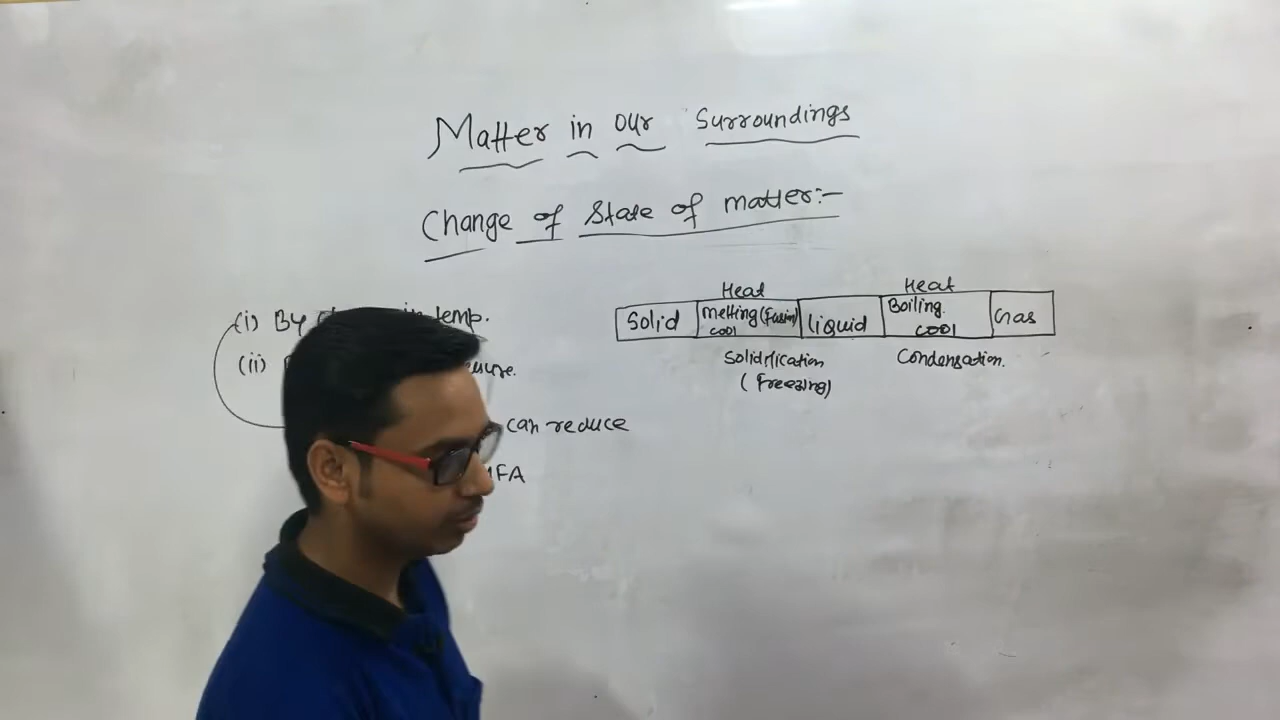 Matter in our Surroundings
Change of State of matter:-
(i) By in temp.
(ii)
can reduce
Heat Heat
Solid melting (Fusion) liquid Boiling Gas
cool cool
Solidification Condensation.
(Freezing)